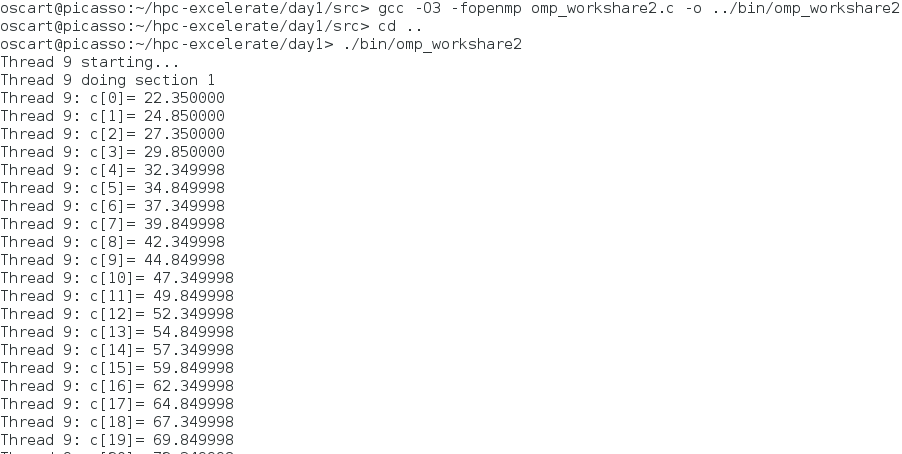 oscart@picasso:~/hpc-excelerate/day1/src> gcc -O3 -fopenmp omp_workshare2.c -o ../bin/omp_workshare2
oscart@picasso:~/hpc-excelerate/day1/src> cd ..
oscart@picasso:~/hpc-excelerate/day1> ./bin/omp_workshare2
Thread 9 starting...
Thread 9 doing section 1
Thread 9: c[0]= 22.350000
Thread 9: c[1]= 24.850000
Thread 9: c[2]= 27.350000
Thread 9: c[3]= 29.850000
Thread 9: c[4]= 32.349998
Thread 9: c[5]= 34.849998
Thread 9: c[6]= 37.349998
Thread 9: c[7]= 39.849998
Thread 9: c[8]= 42.349998
Thread 9: c[9]= 44.849998
Thread 9: c[10]= 47.349998
Thread 9: c[11]= 49.849998
Thread 9: c[12]= 52.349998
Thread 9: c[13]= 54.849998
Thread 9: c[14]= 57.349998
Thread 9: c[15]= 59.849998
Thread 9: c[16]= 62.349998
Thread 9: c[17]= 64.849998
Thread 9: c[18]= 67.349998
Thread 9: c[19]= 69.849998